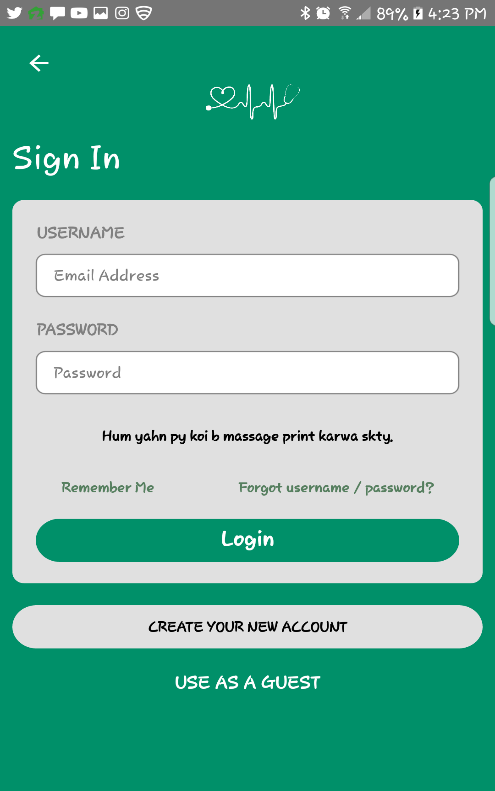 89% 4:23 PM
Sign In
USERNAME
Email Address
PASSWORD
Password
Hum yahn py koi b massage print karwa skty.
Remember Me Forgot username / password?
Login
CREATE YOUR NEW ACCOUNT
USE AS A GUEST